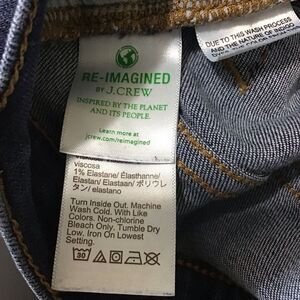 RE-IMAGINED
BY J.CREW
INSPIRED BY THE PLANET
AND ITS PEOPLE.
Learn more at
jcrew.com/reimagined
viscosa
1% Elastane/ Élasthanne/
Elastan/ Elastaan/ ポリウレ
タン/ elastano
Turn Inside Out. Machine
Wash Cold. With Like
Colors. Non-chlorine
Bleach Only. Tumble Dry
Low. Iron On Lowest
Setting.
30
DUE TO THIS WASH PROCESS
AND THE NATURE OF INDIGO